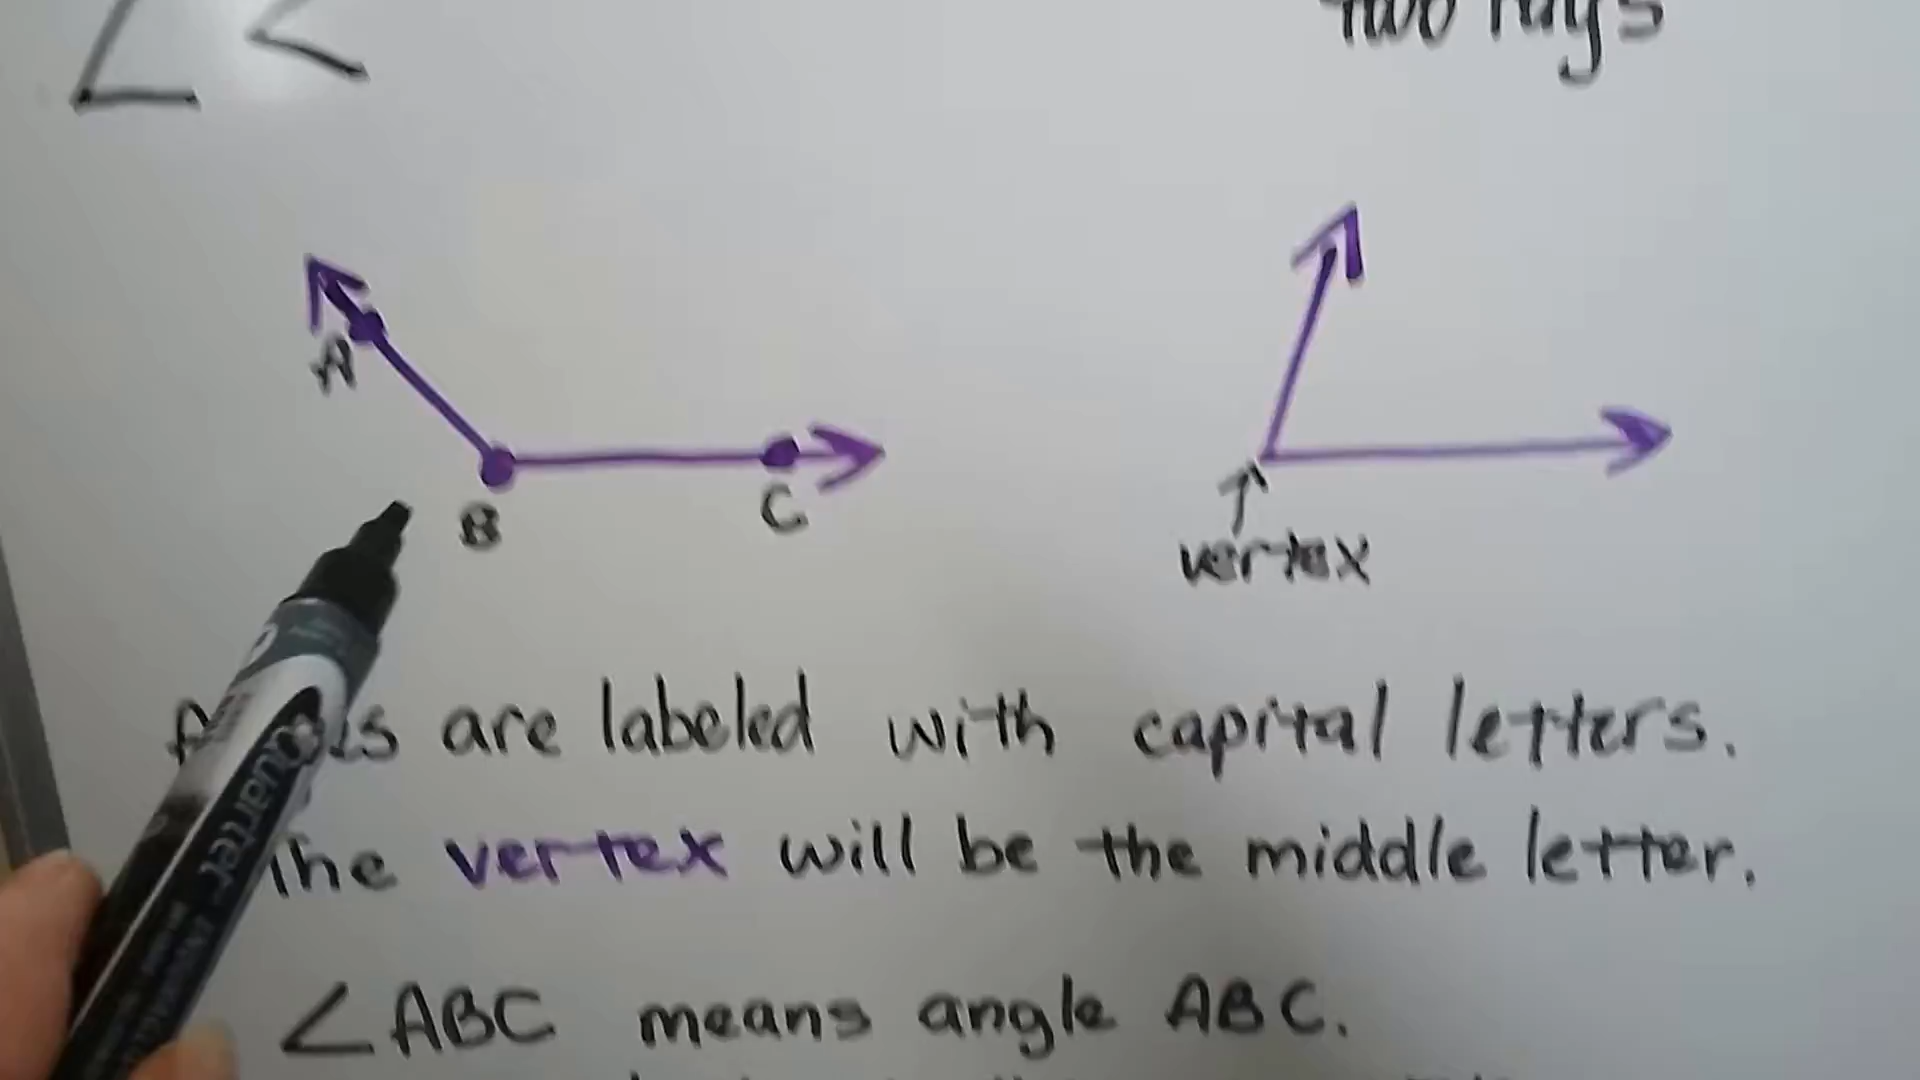 two rays
A
B
C
vertex
are labeled with capital letters.
The vertex will be the middle letter.
∠ABC means angle ABC.
Quartet